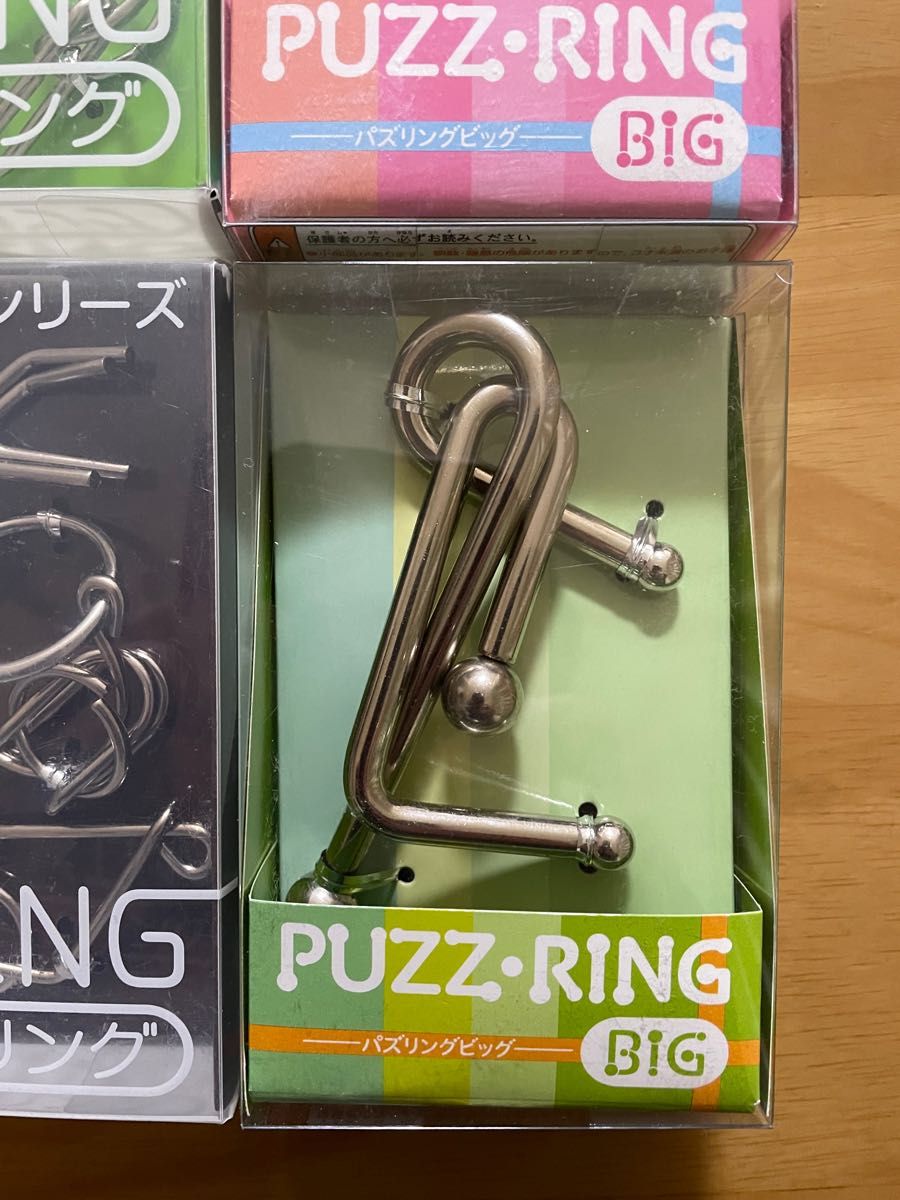 NG
ング
PUZZ・RING
パズリングビッグ
BIG
保護者の方へ必ずお読みください。
シリーズ
NG
リング
PUZZ・RING
パズリングビッグ
BIG